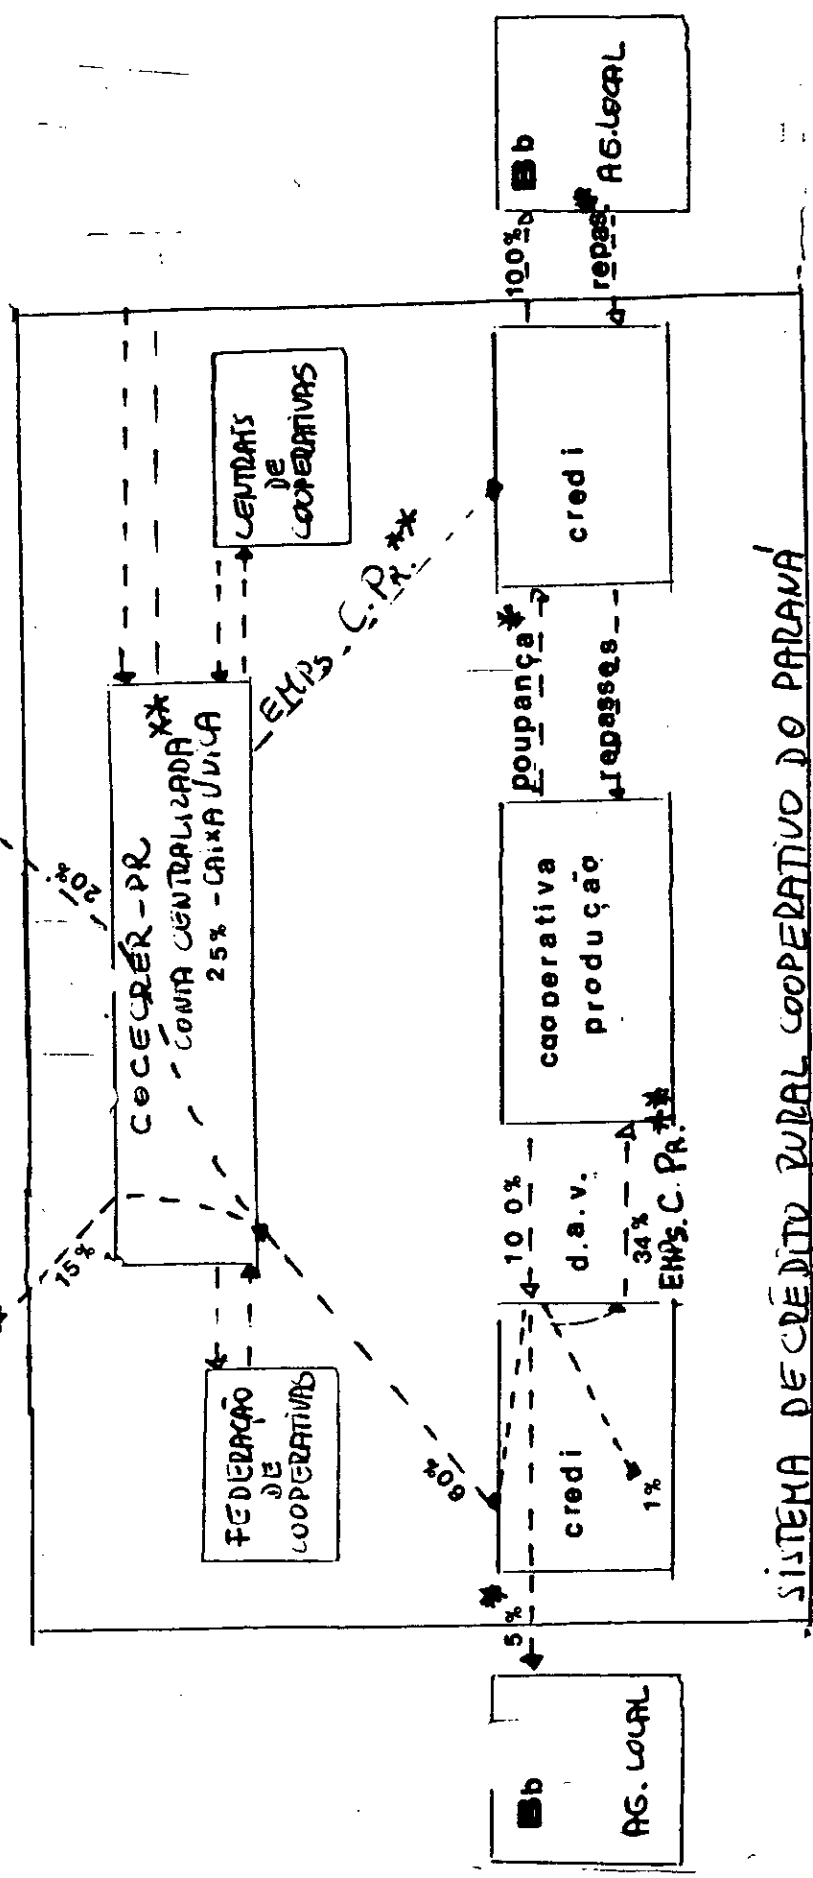 20%
15%
COCECRER-PR
CONTA CENTRALIZADA **
25% - CAIXA ÚNICA
FEDERAÇÃO
DE
COOPERATIVAS
CENTRAIS
DE
COOPERATIVAS
EMPS. C. PR. **
60%
Bb
AG. LOCAL
5%
*
credi
1%
100%
d.a.v.
34%
EMPS. C. PR. **
cooperativa
produção
poupança *
repasses
credi
100%
repas. *
Bb
AG. LOCAL
SISTEMA DE CRÉDITO RURAL COOPERATIVO DO PARANÁ